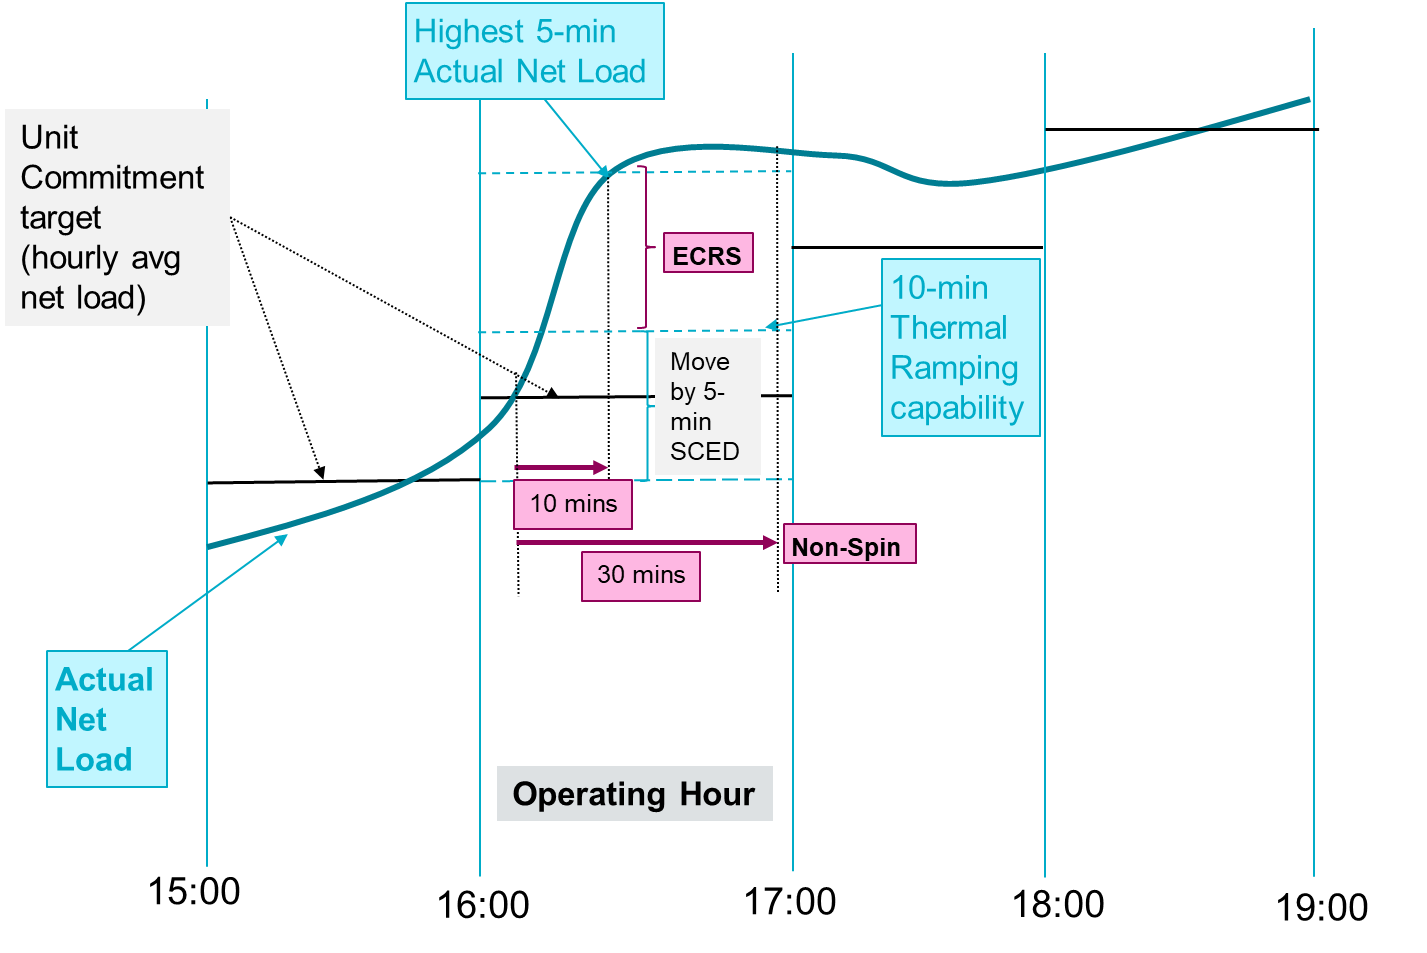 Highest 5-min
Actual Net Load
Unit
Commitment
target
(hourly avg
net load)
ECRS
10-min
Thermal
Ramping
capability
Move
by 5-
min
SCED
10 mins
Non-Spin
30 mins
Actual
Net
Load
Operating Hour
15:00
16:00
17:00
18:00
19:00